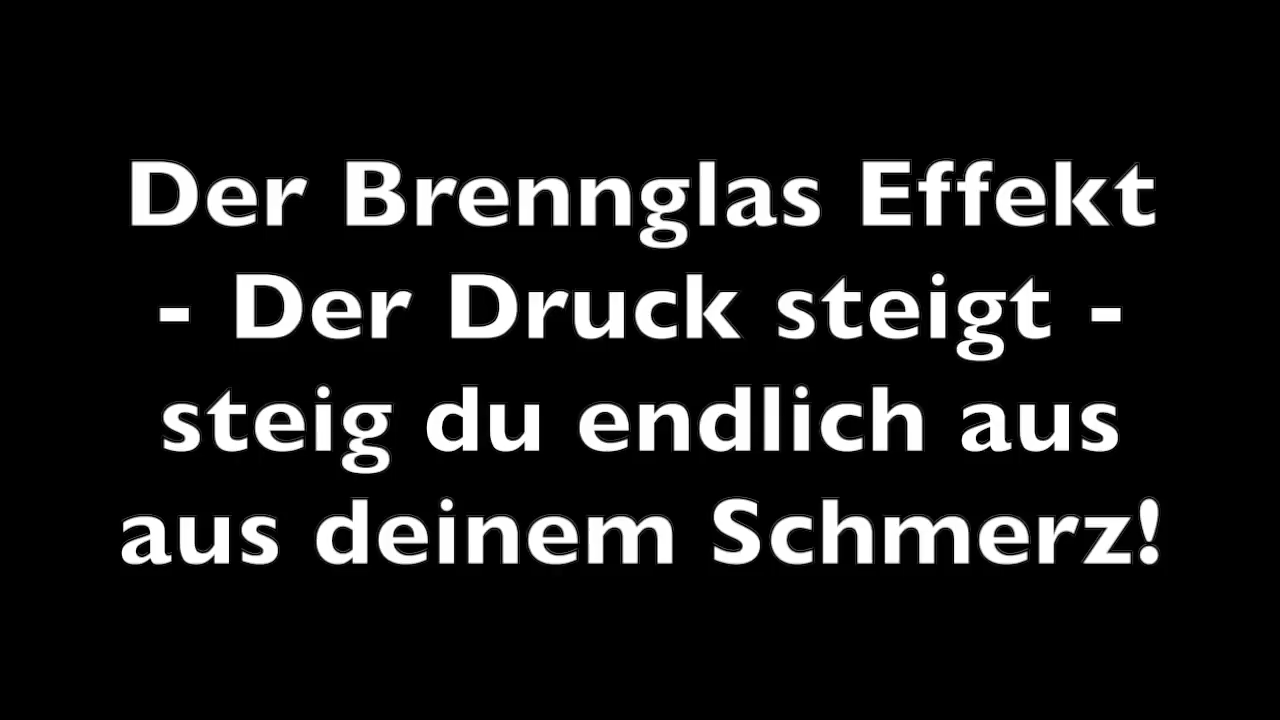 Der Brennglas Effekt
- Der Druck steigt -
steig du endlich aus
aus deinem Schmerz!